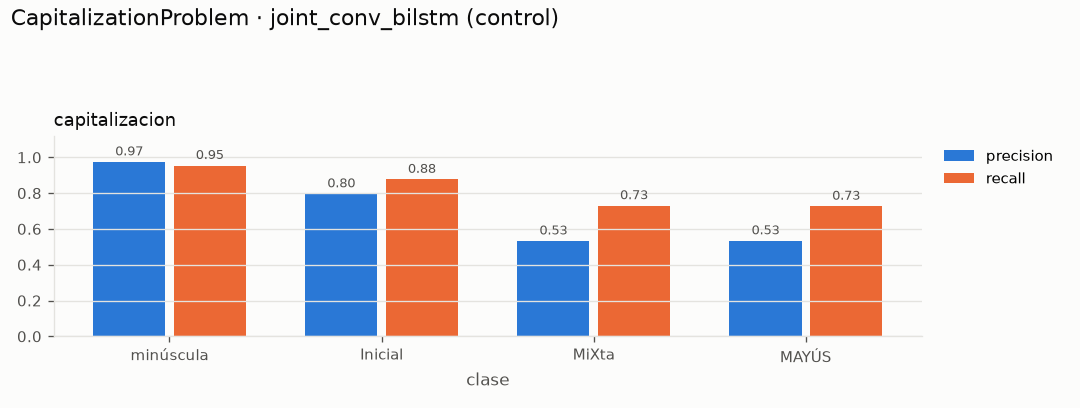 CapitalizationProblem · joint_conv_bilstm (control)
capitalizacion
1.0
0.8
0.6
0.4
0.2
0.0
0.97 0.95 0.80 0.88 0.53 0.73 0.53 0.73
minúscula Inicial MiXta MAYÚS
clase
precision
recall